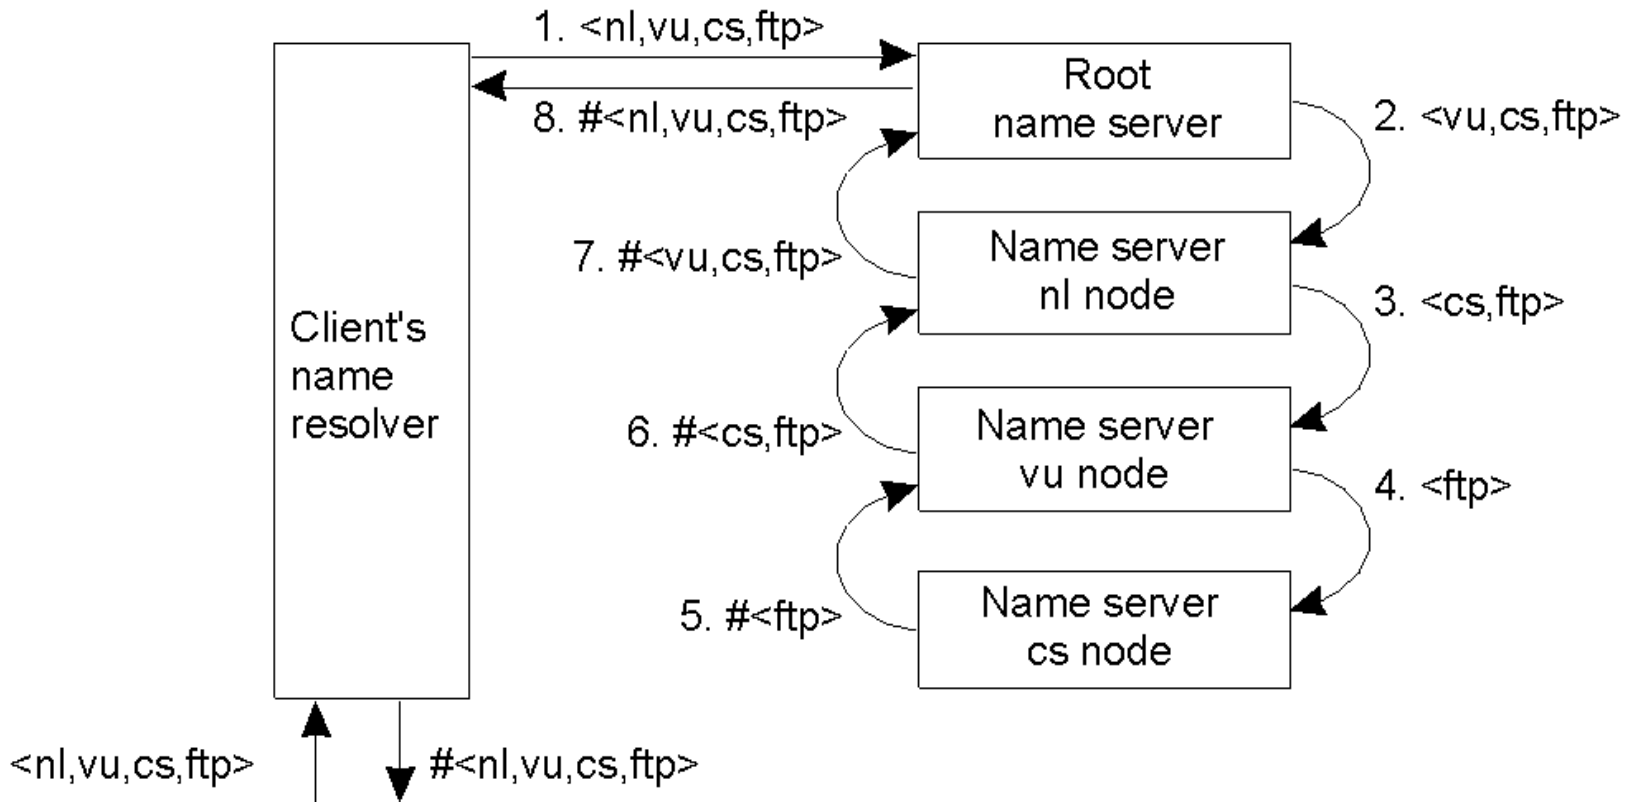 1. <nl,vu,cs,ftp>
Root
name server
8. #<nl,vu,cs,ftp>
2. <vu,cs,ftp>
Name server
nl node
7. #<vu,cs,ftp>
3. <cs,ftp>
Client's
name
resolver
Name server
vu node
6. #<cs,ftp>
4. <ftp>
Name server
cs node
5. #<ftp>
<nl,vu,cs,ftp>
#<nl,vu,cs,ftp>